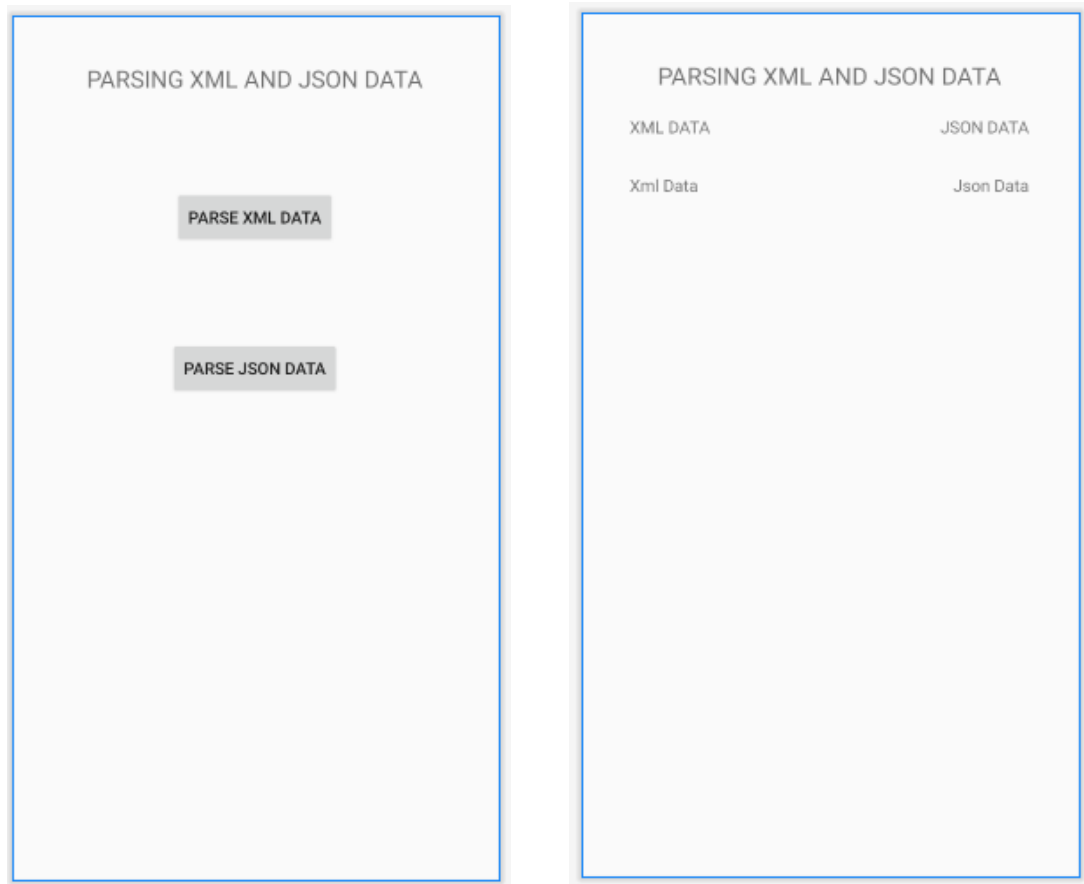 PARSING XML AND JSON DATA
PARSE XML DATA
PARSE JSON DATA
PARSING XML AND JSON DATA
XML DATA JSON DATA
Xml Data Json Data